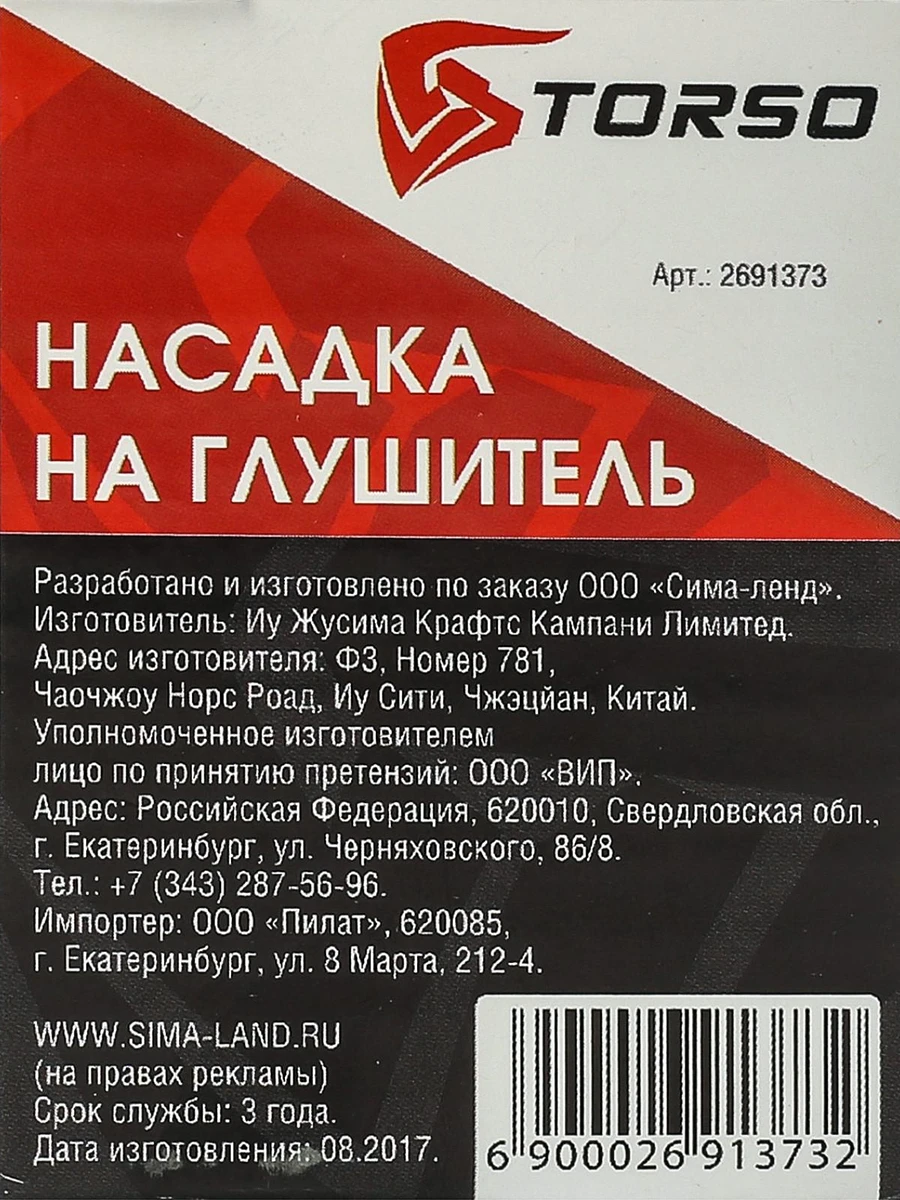 TORSO
Арт.: 2691373
НАСАДКА
НА ГЛУШИТЕЛЬ
Разработано и изготовлено по заказу ООО «Сима-ленд».
Изготовитель: Иу Жусима Крафтс Кампани Лимитед.
Адрес изготовителя: ФЗ, Номер 781,
Чаочжоу Норс Роад, Иу Сити, Чжэцйан, Китай.
Уполномоченное изготовителем
лицо по принятию претензий: ООО «ВИП».
Адрес: Российская Федерация, 620010, Свердловская обл.,
г. Екатеринбург, ул. Черняховского, 86/8.
Тел.: +7 (343) 287-56-96.
Импортер: ООО «Пилат», 620085,
г. Екатеринбург, ул. 8 Марта, 212-4.
WWW.SIMA-LAND.RU
(на правах рекламы)
Срок службы: 3 года.
Дата изготовления: 08.2017.
6 900026 913732